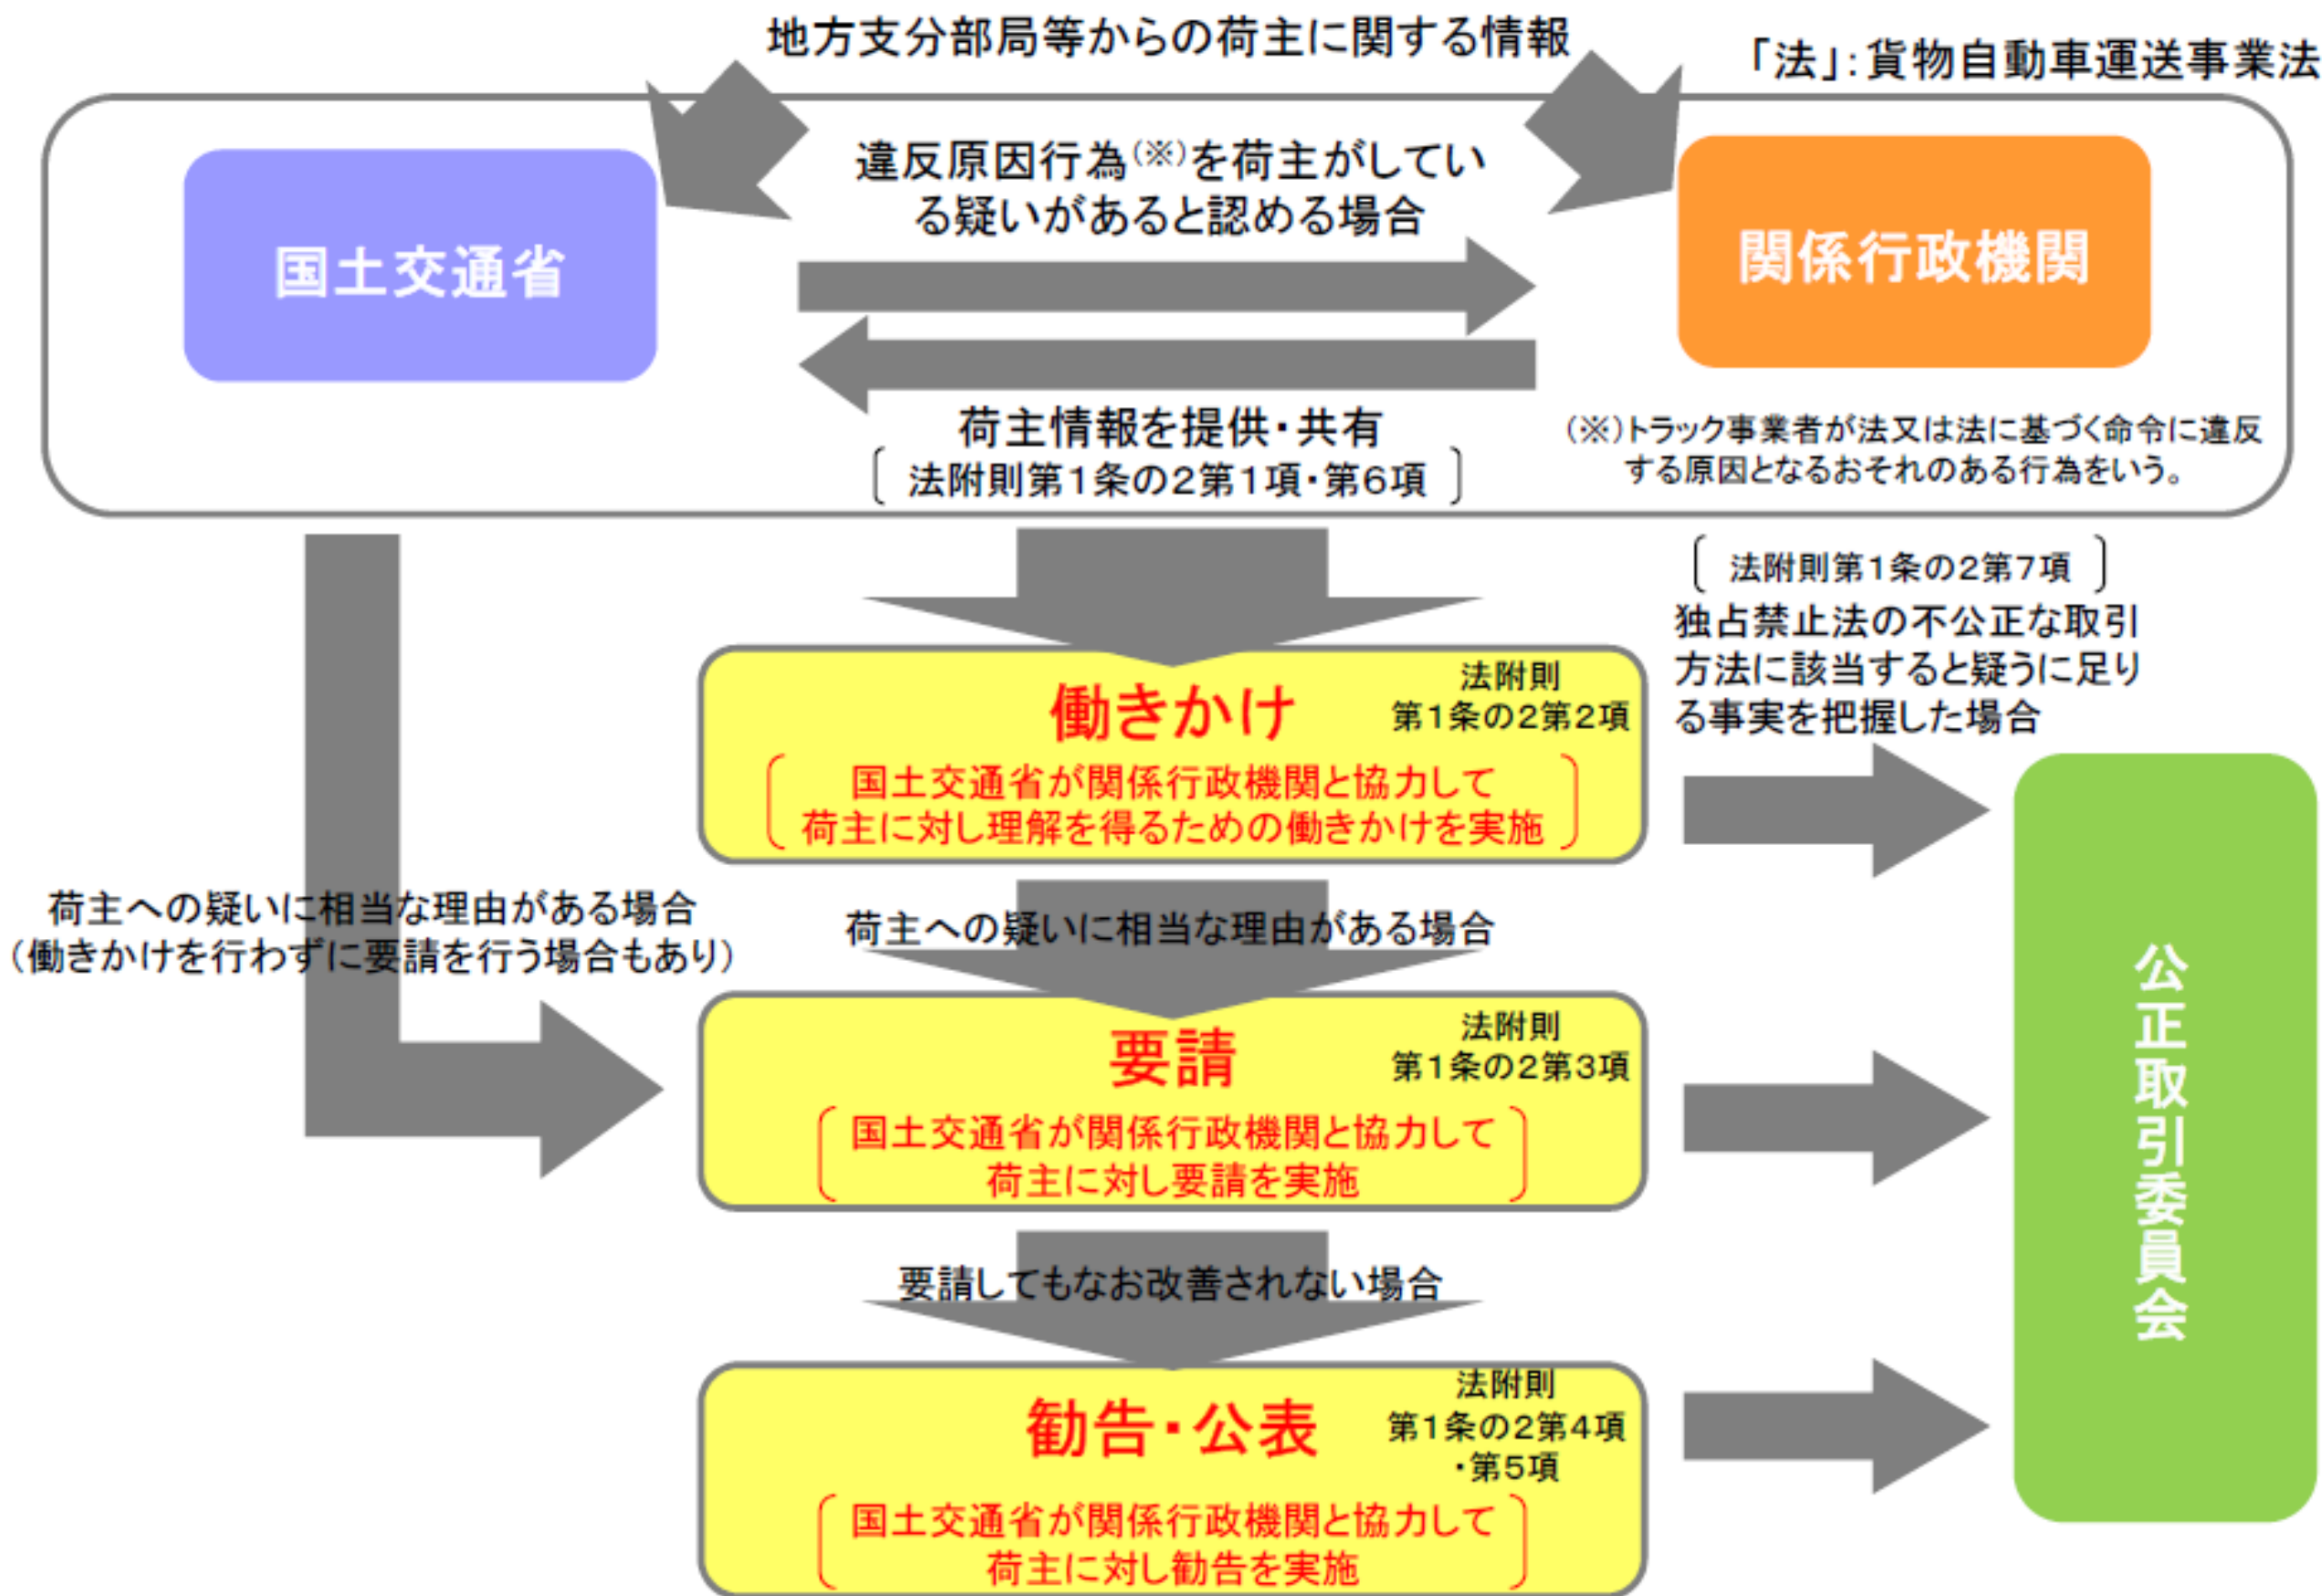 地方支分部局等からの荷主に関する情報
「法」:貨物自動車運送事業法
違反原因行為(※)を荷主がしてい
る疑いがあると認める場合
国土交通省
関係行政機関
荷主情報を提供・共有
〔 法附則第1条の2第1項・第6項 〕
(※)トラック事業者が法又は法に基づく命令に違反
する原因となるおそれのある行為をいう。
〔 法附則第1条の2第7項 〕
独占禁止法の不公正な取引
方法に該当すると疑うに足り
る事実を把握した場合
働きかけ
法附則
第1条の2第2項
国土交通省が関係行政機関と協力して
荷主に対し理解を得るための働きかけを実施
荷主への疑いに相当な理由がある場合
(働きかけを行わずに要請を行う場合もあり)
荷主への疑いに相当な理由がある場合
要請
法附則
第1条の2第3項
国土交通省が関係行政機関と協力して
荷主に対し要請を実施
公正取引委員会
要請してもなお改善されない場合
勧告・公表
法附則
第1条の2第4項
・第5項
国土交通省が関係行政機関と協力して
荷主に対し勧告を実施